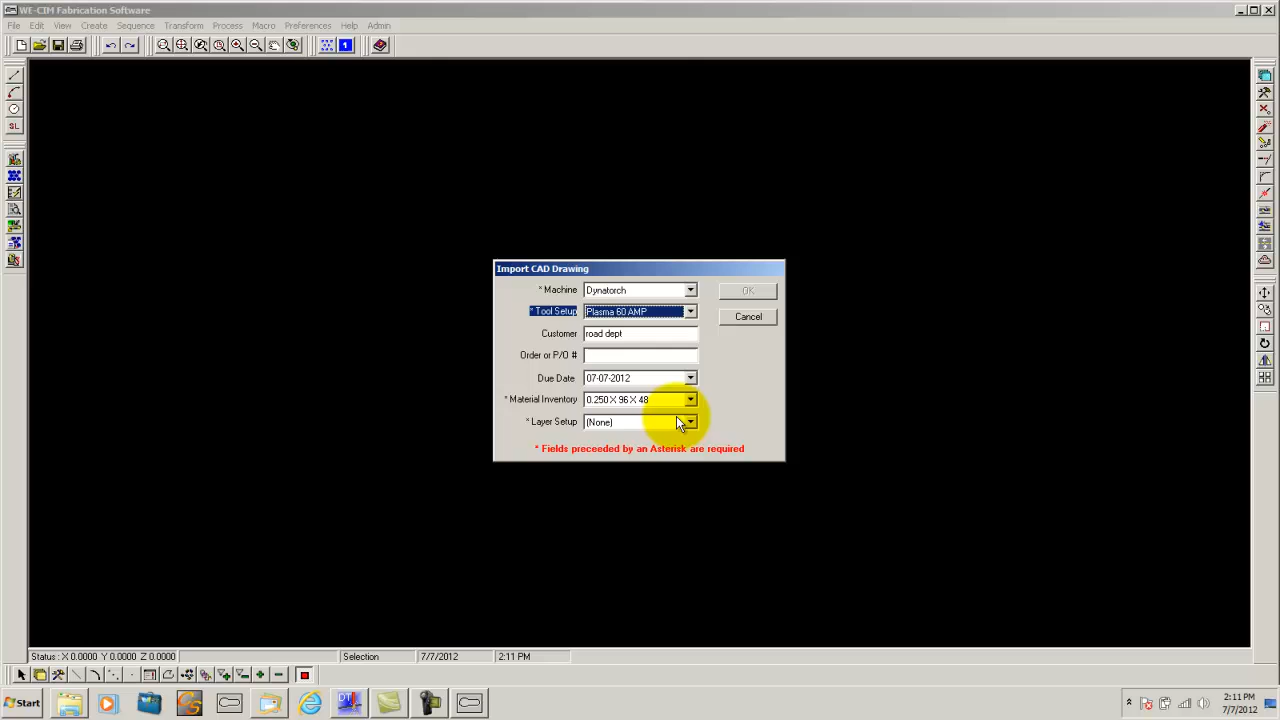 WE-CIM Fabrication Software
File Edit View Create Sequence Transform Process Macro Preferences Help Admin
1
SL
Import CAD Drawing
* Machine Dynatorch
OK
* Tool Setup Plasma 60 AMP
Cancel
Customer road dept
Order or P/O #
Due Date 07-07-2012
* Material Inventory 0.250 X 96 X 48
* Layer Setup (None)
* Fields preceeded by an Asterisk are required
Status : X 0.0000 Y 0.0000 Z 0.0000 Selection 7/7/2012 2:11 PM
Start
2:11 PM
7/7/2012